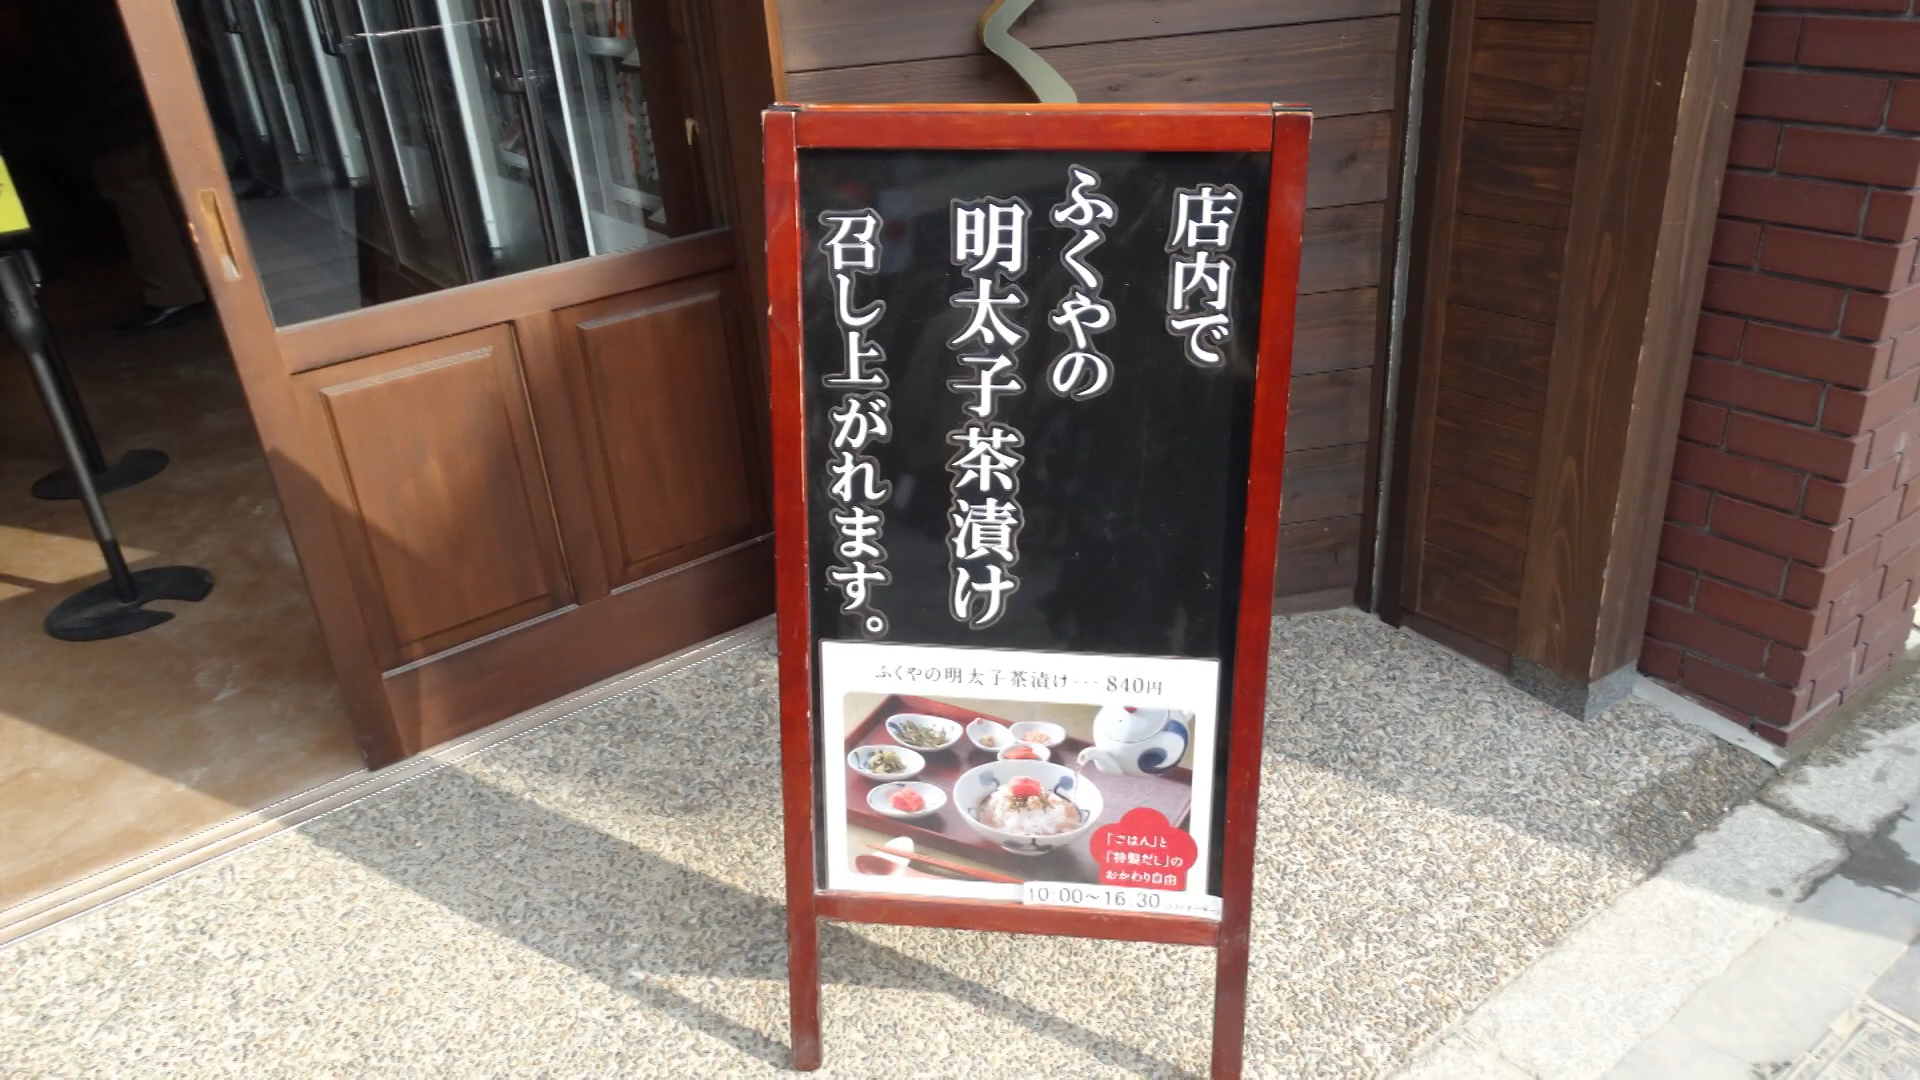 店内で
ふくやの
明太子茶漬け
召し上がれます。
ふくやの明太子茶漬け･･･840円
「ごはん」と
「特製だし」の
おかわり自由
10:00～16:30